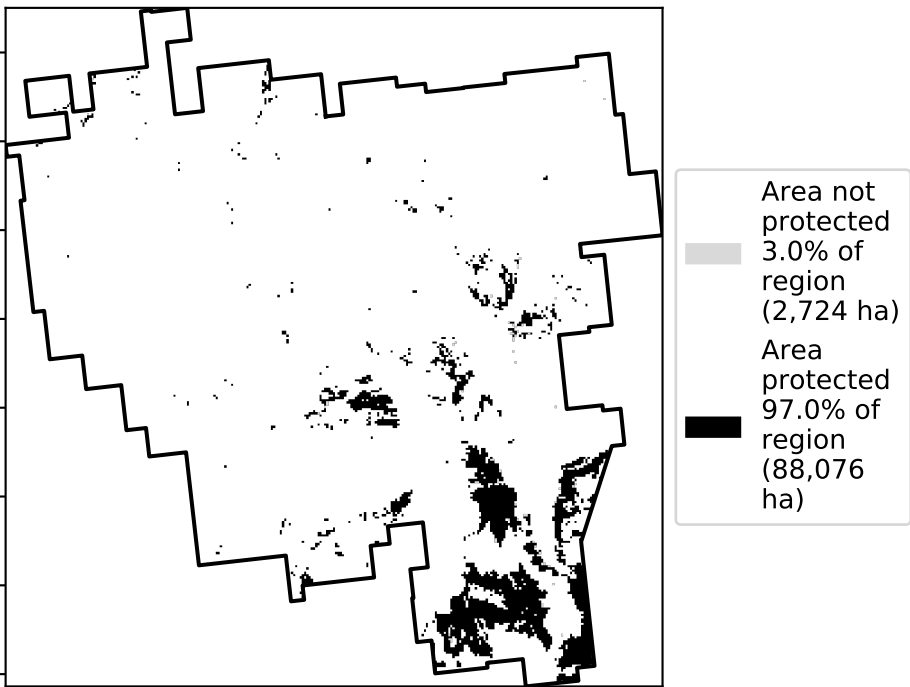 Area not
protected
3.0% of
region
(2,724 ha)
Area
protected
97.0% of
region
(88,076
ha)